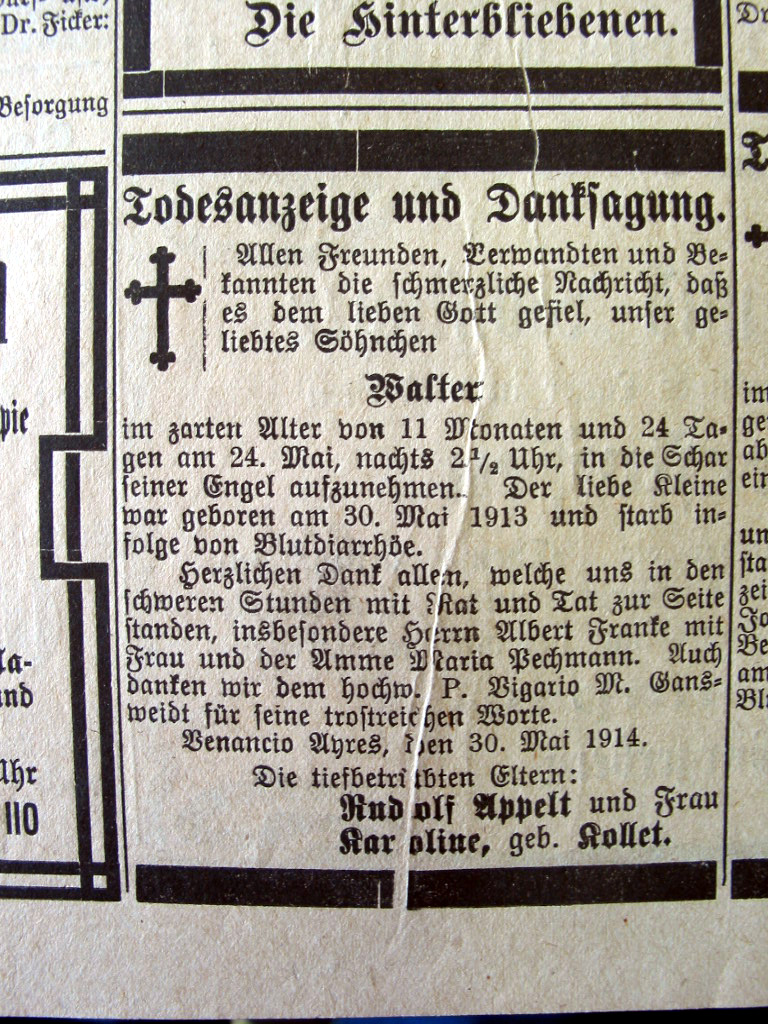 Dr. Ficker:
Besorgung
Uhr
110
Die Hinterbliebenen.
Todesanzeige und Danksagung.
Allen Freunden, Verwandten und Be-
kannten die schmerzliche Nachricht, daß
es dem lieben Gott gefiel, unser ge-
liebtes Söhnchen
Walter
im zarten Alter von 11 Monaten und 24 Ta-
gen am 24. Mai, nachts 2½ Uhr, in die Schar
seiner Engel aufzunehmen. Der liebe Kleine
war geboren am 30. Mai 1913 und starb in-
folge von Blutdiarrhöe.
Herzlichen Dank allen, welche uns in den
schweren Stunden mit Rat und Tat zur Seite
standen, insbesondere Herrn Albert Franke mit
Frau und der Amme Maria Pechmann. Auch
danken wir dem hochw. P. Vigario M. Gans-
weidt für seine trostreichen Worte.
Venancio Ayres, den 30. Mai 1914.
Die tiefbetrübten Eltern:
Rudolf Appelt und Frau
Karoline, geb. Kollet.